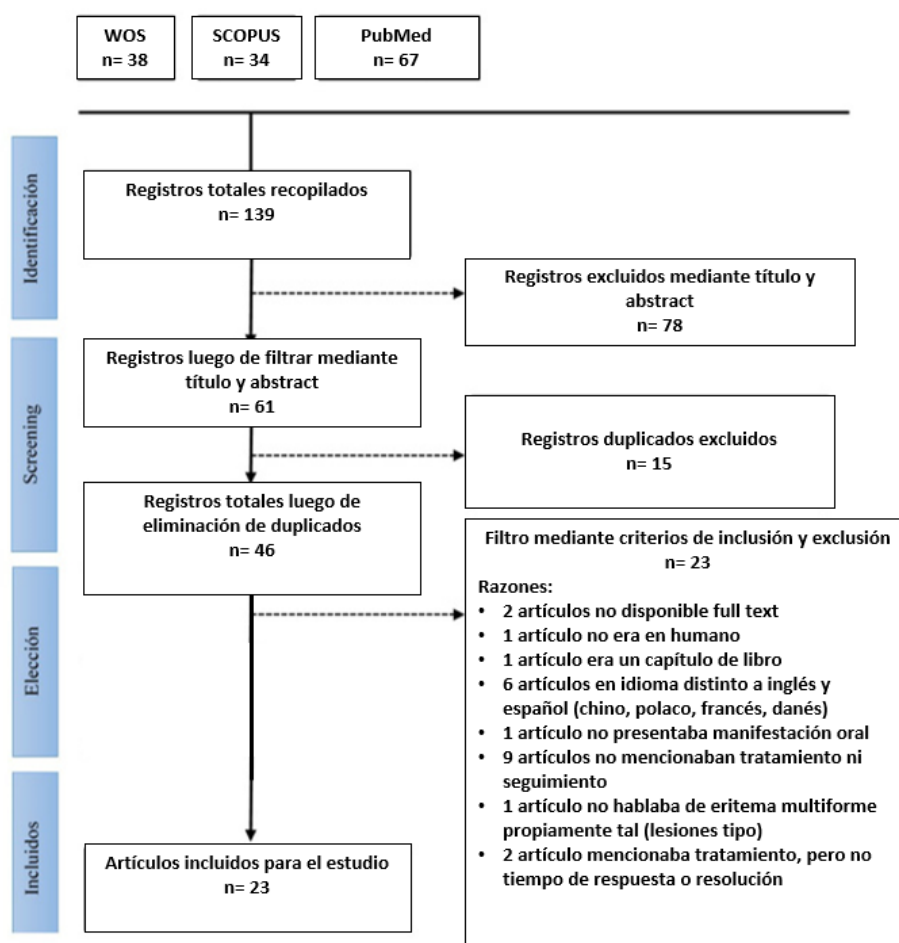 WOS
n= 38
SCOPUS
n= 34
PubMed
n= 67
Identificación
Registros totales recopilados
n= 139
Registros excluidos mediante título y
abstract
n= 78
Screening
Registros luego de filtrar mediante
título y abstract
n= 61
Registros duplicados excluidos
n= 15
Registros totales luego de
eliminación de duplicados
n= 46
Elección
Filtro mediante criterios de inclusión y exclusión
n= 23
Razones:
• 2 artículos no disponible full text
• 1 artículo no era en humano
• 1 artículo era un capítulo de libro
• 6 artículos en idioma distinto a inglés y
español (chino, polaco, francés, danés)
• 1 artículo no presentaba manifestación oral
• 9 artículos no mencionaban tratamiento ni
seguimiento
• 1 artículo no hablaba de eritema multiforme
propiamente tal (lesiones tipo)
• 2 artículo mencionaba tratamiento, pero no
tiempo de respuesta o resolución
Incluidos
Artículos incluidos para el estudio
n= 23